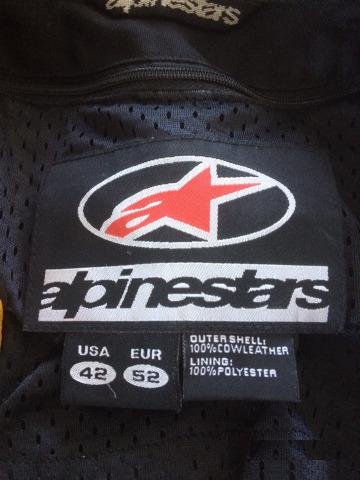 alpinestars
alpinestars
USA EUR
42 52
OUTER SHELL:
100%COWLEATHER
LINING:
100%POLYESTER